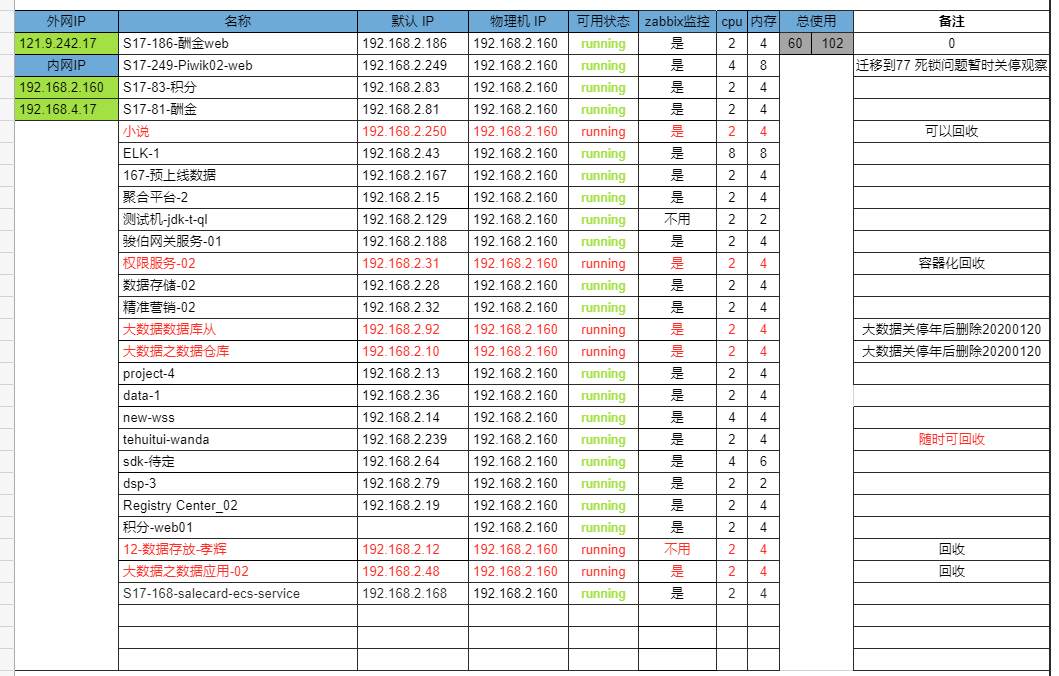 外网IP 名称 默认 IP 物理机 IP 可用状态 zabbix监控 cpu 内存 总使用 备注
121.9.242.17 S17-186-酬金web 192.168.2.186 192.168.2.160 running 是 2 4 60 102 0
内网IP S17-249-Piwik02-web 192.168.2.249 192.168.2.160 running 是 4 8 迁移到77 死锁问题暂时关停观察
192.168.2.160 S17-83-积分 192.168.2.83 192.168.2.160 running 是 2 4
192.168.4.17 S17-81-酬金 192.168.2.81 192.168.2.160 running 是 2 4
小说 192.168.2.250 192.168.2.160 running 是 2 4 可以回收
ELK-1 192.168.2.43 192.168.2.160 running 是 8 8
167-预上线数据 192.168.2.167 192.168.2.160 running 是 2 4
聚合平台-2 192.168.2.15 192.168.2.160 running 是 2 4
测试机-jdk-t-ql 192.168.2.129 192.168.2.160 running 不用 2 2
骏伯网关服务-01 192.168.2.188 192.168.2.160 running 是 2 4
权限服务-02 192.168.2.31 192.168.2.160 running 是 2 4 容器化回收
数据存储-02 192.168.2.28 192.168.2.160 running 是 2 4
精准营销-02 192.168.2.32 192.168.2.160 running 是 2 4
大数据数据库从 192.168.2.92 192.168.2.160 running 是 2 4 大数据关停年后删除20200120
大数据之数据仓库 192.168.2.10 192.168.2.160 running 是 2 4 大数据关停年后删除20200120
project-4 192.168.2.13 192.168.2.160 running 是 2 4
data-1 192.168.2.36 192.168.2.160 running 是 2 4
new-wss 192.168.2.14 192.168.2.160 running 是 4 4
tehuitui-wanda 192.168.2.239 192.168.2.160 running 是 2 4 随时可回收
sdk-待定 192.168.2.64 192.168.2.160 running 是 4 6
dsp-3 192.168.2.79 192.168.2.160 running 是 2 2
Registry Center_02 192.168.2.19 192.168.2.160 running 是 2 4
积分-web01 192.168.2.160 running 是 2 4
12-数据存放-孝辉 192.168.2.12 192.168.2.160 running 不用 2 4 回收
大数据之数据应用-02 192.168.2.48 192.168.2.160 running 是 2 4 回收
S17-168-salecard-ecs-service 192.168.2.168 192.168.2.160 running 是 2 4